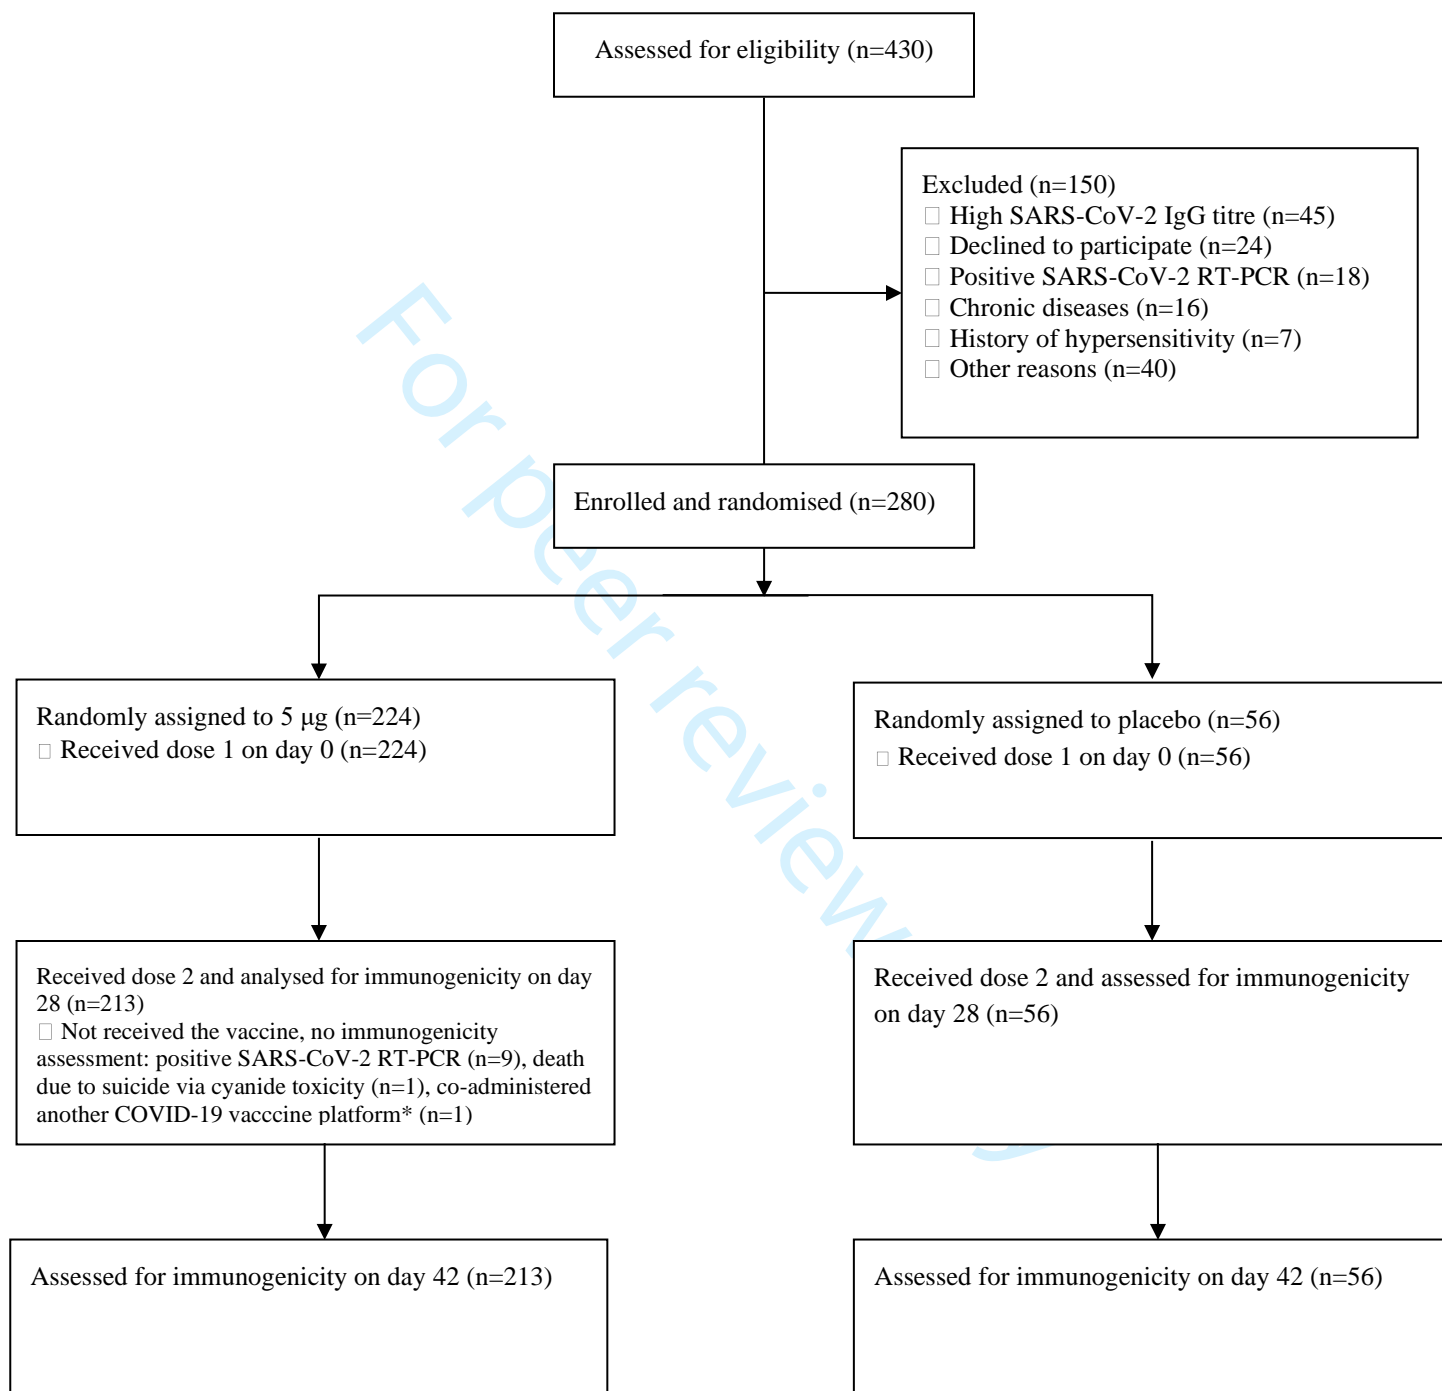 Assessed for eligibility (n=430)
Excluded (n=150)
□ High SARS-CoV-2 IgG titre (n=45)
□ Declined to participate (n=24)
□ Positive SARS-CoV-2 RT-PCR (n=18)
□ Chronic diseases (n=16)
□ History of hypersensitivity (n=7)
□ Other reasons (n=40)
Enrolled and randomised (n=280)
Randomly assigned to 5 μg (n=224)
□ Received dose 1 on day 0 (n=224)
Randomly assigned to placebo (n=56)
□ Received dose 1 on day 0 (n=56)
Received dose 2 and analysed for immunogenicity on day
28 (n=213)
□ Not received the vaccine, no immunogenicity
assessment: positive SARS-CoV-2 RT-PCR (n=9), death
due to suicide via cyanide toxicity (n=1), co-administered
another COVID-19 vacccine platform* (n=1)
Received dose 2 and assessed for immunogenicity
on day 28 (n=56)
Assessed for immunogenicity on day 42 (n=213)
Assessed for immunogenicity on day 42 (n=56)
For peer review